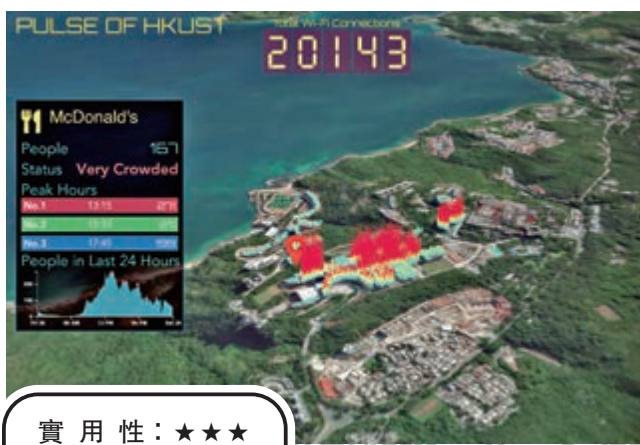 PULSE OF HKUST
Total Wi-Fi Connections
20143
McDonald's
People 167
Status Very Crowded
Peak Hours
No.1 13:15
No.2
No.3 17:45
People in Last 24 Hours
實用性：★★★